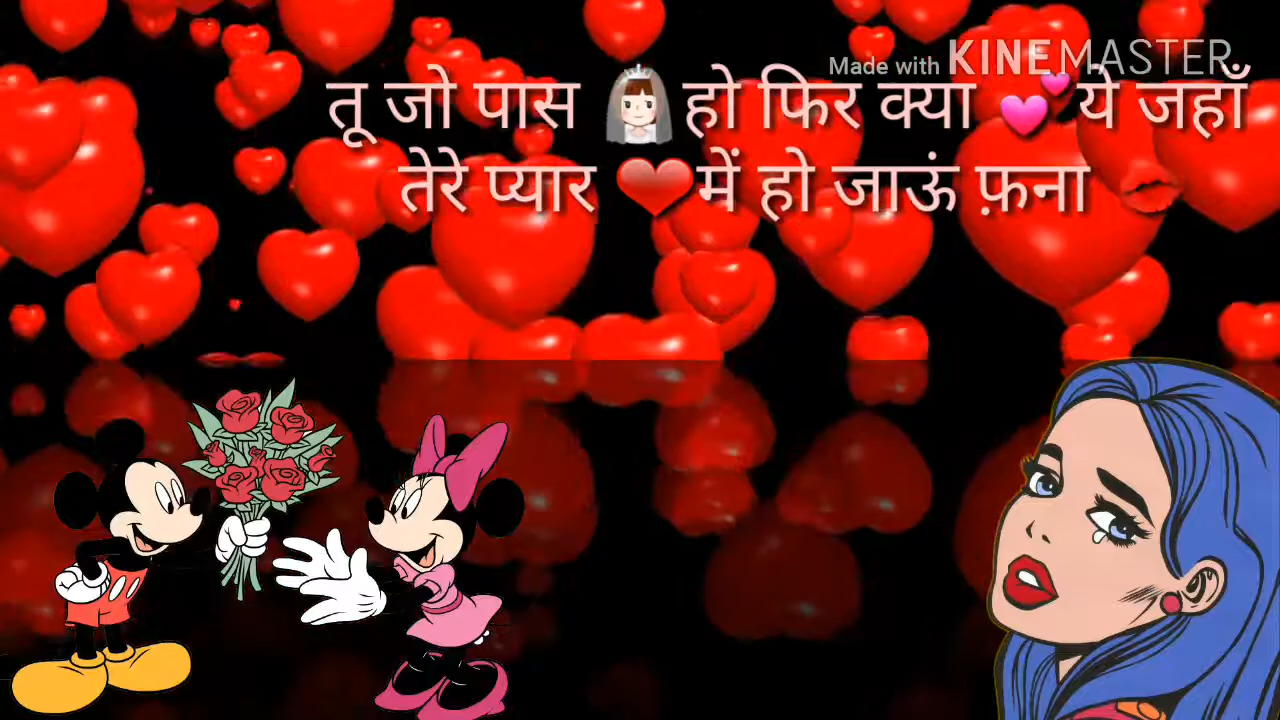 Made with KINEMASTER
तू जो पास 👰हो फिर क्या 💕ये जहाँ
तेरे प्यार ❤में हो जाऊं फ़ना 💋